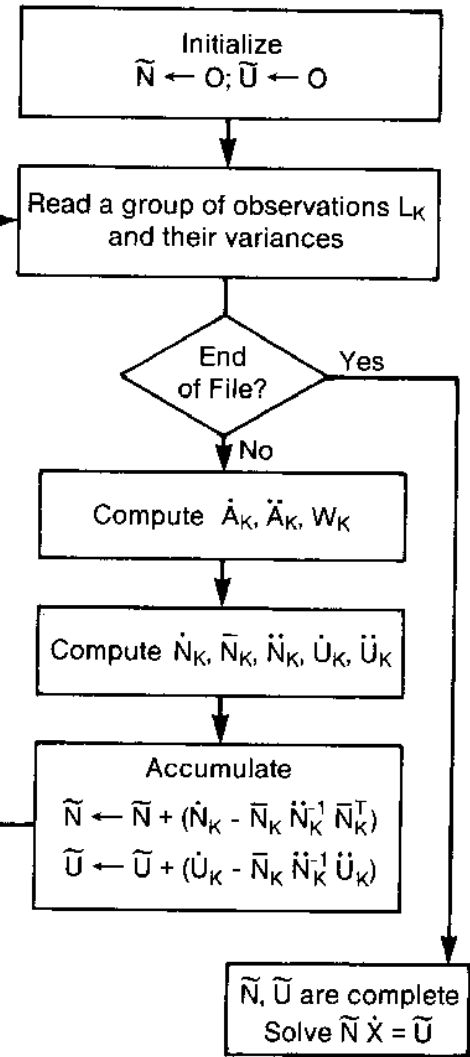 Initialize
Ñ ← O; Ũ ← O
Read a group of observations L_K
and their variances
End
of File?
Yes
No
Compute Ȧ_K, Ä_K, W_K
Compute Ṅ_K, N̄_K, N̈_K, U̇_K, Ü_K
Accumulate
Ñ ← Ñ + (Ṅ_K - N̄_K N̈_K^-1 N̄_K^T)
Ũ ← Ũ + (U̇_K - N̄_K N̈_K^-1 Ü_K)
Ñ, Ũ are complete
Solve Ñ Ẋ = Ũ